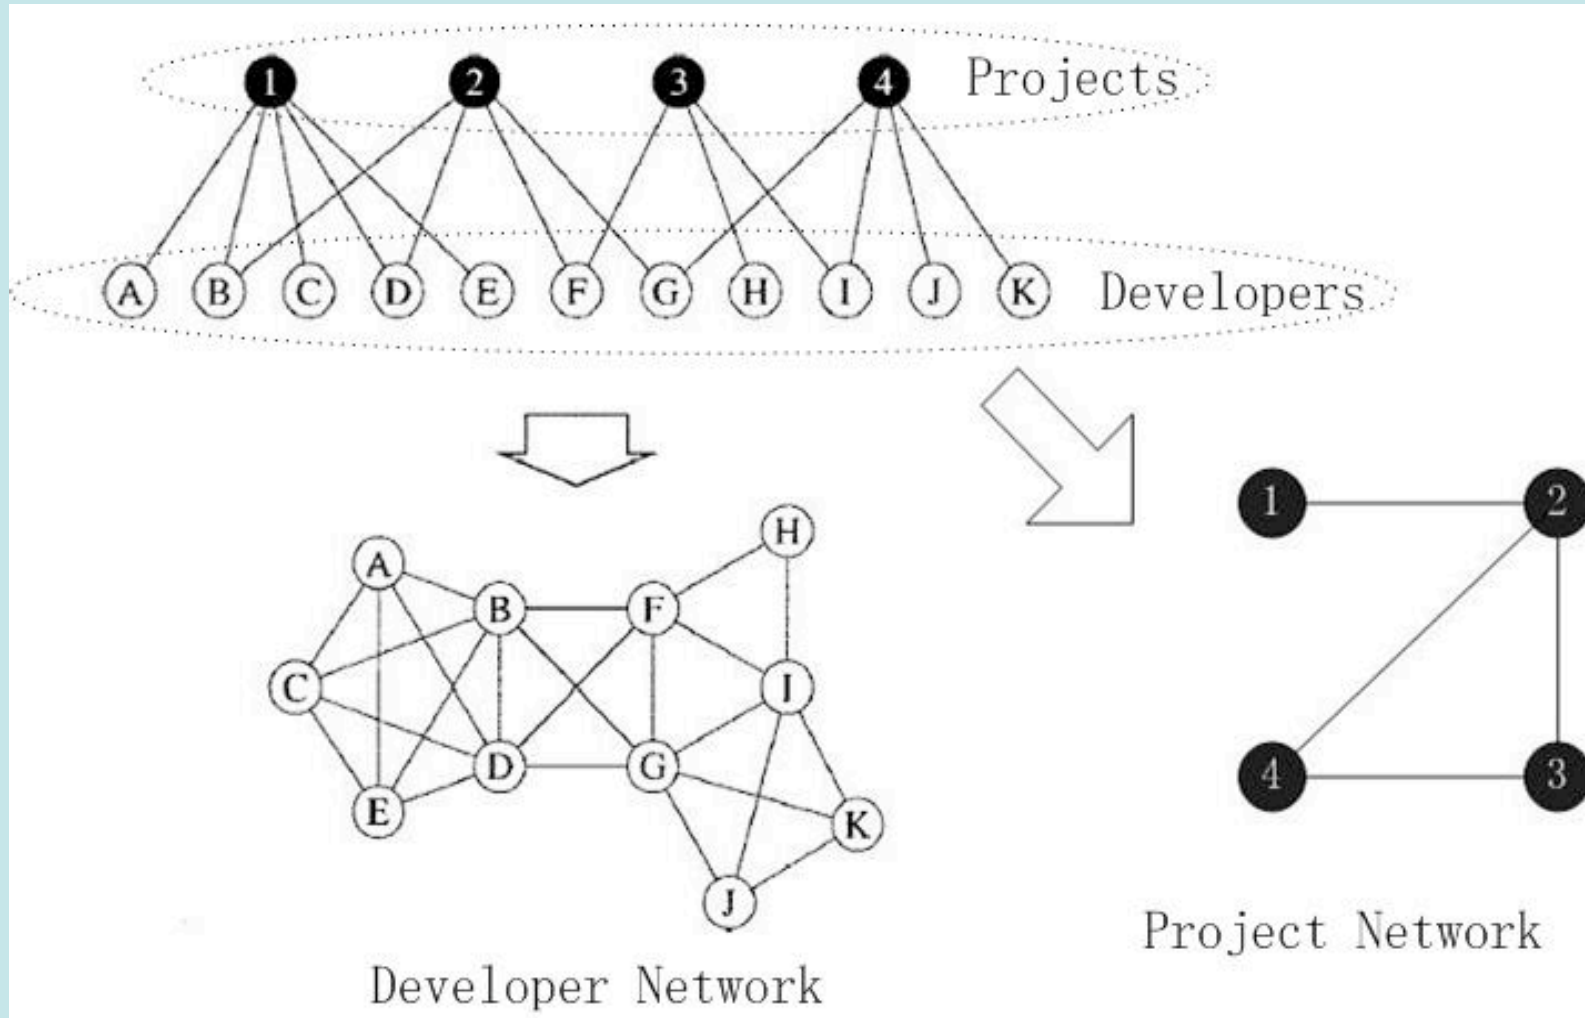 1 2 3 4 Projects
A B C D E F G H I J K Developers
H
A
B F
1 2
C I
D G
4 3
E
K
J
Project Network
Developer Network